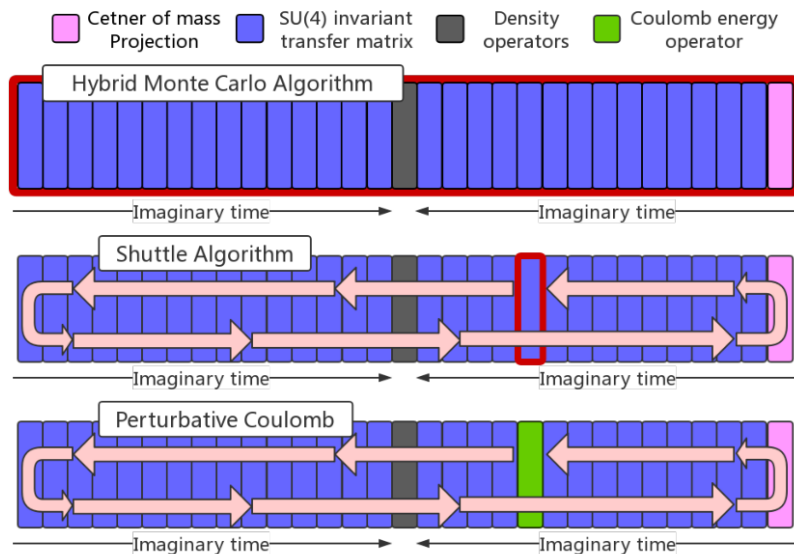 Cetner of mass
Projection
SU(4) invariant
transfer matrix
Density
operators
Coulomb energy
operator
Hybrid Monte Carlo Algorithm
Imaginary time
Imaginary time
Shuttle Algorithm
Imaginary time
Imaginary time
Perturbative Coulomb
Imaginary time
Imaginary time